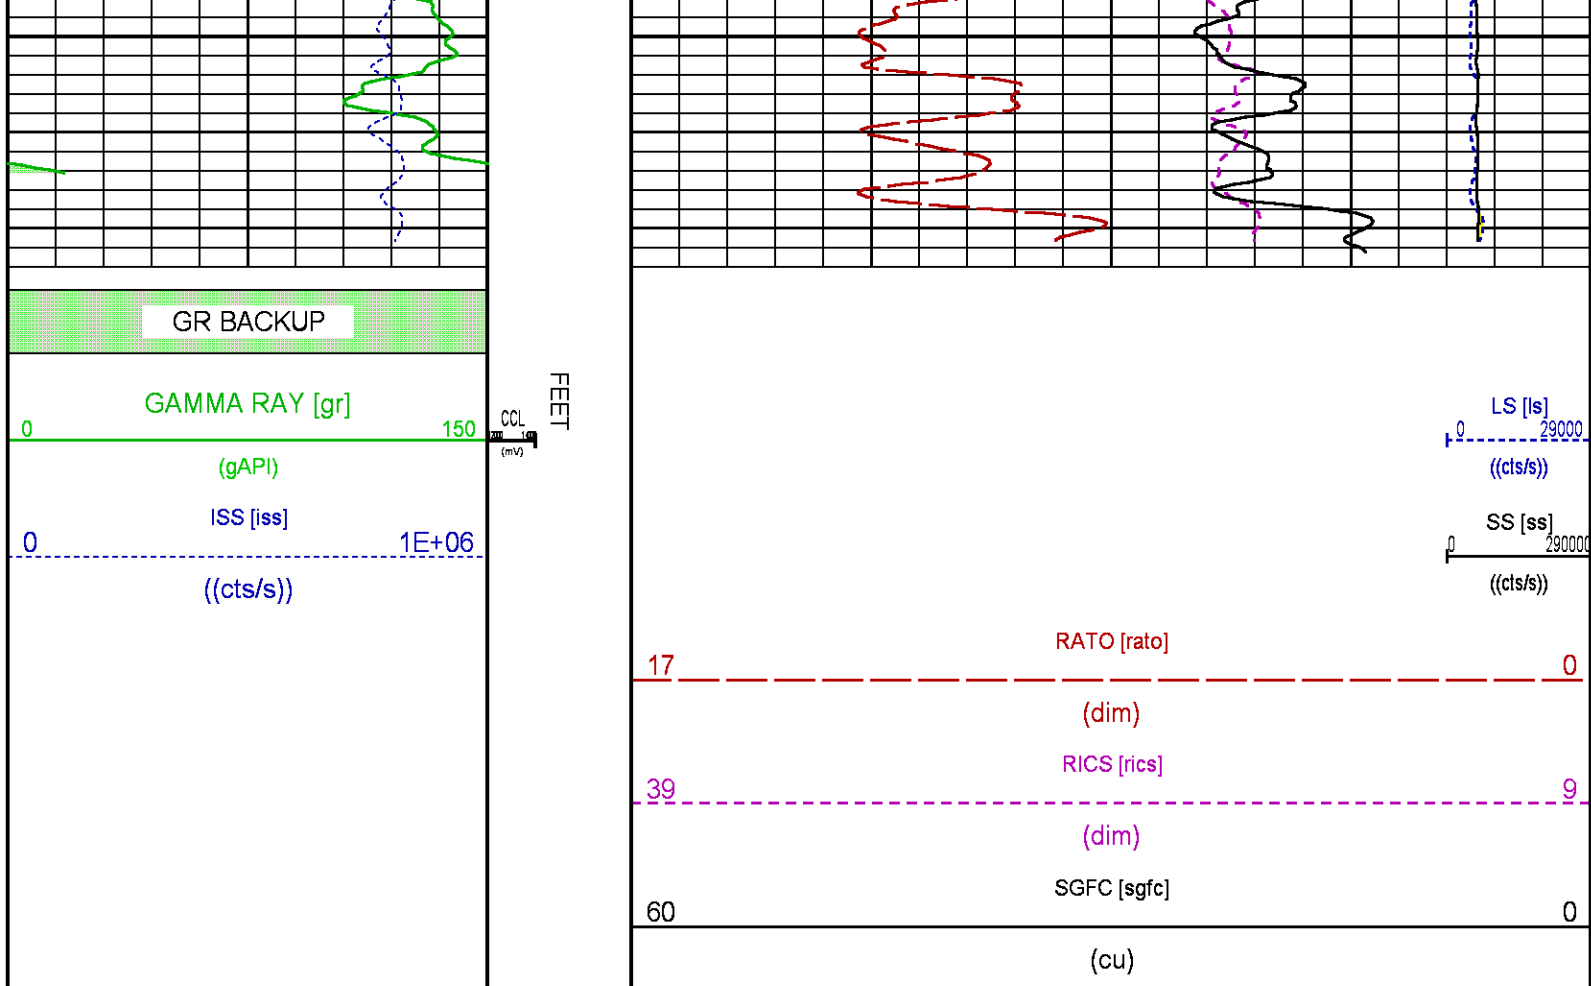 GR BACKUP
GAMMA RAY [gr]
0 150
(gAPI)
ISS [iss]
0 1E+06
((cts/s))
FEET
CCL
(mV)
LS [ls]
0 29000
((cts/s))
SS [ss]
0 290000
((cts/s))
RATO [rato]
17 0
(dim)
RICS [rics]
39 9
(dim)
SGFC [sgfc]
60 0
(cu)